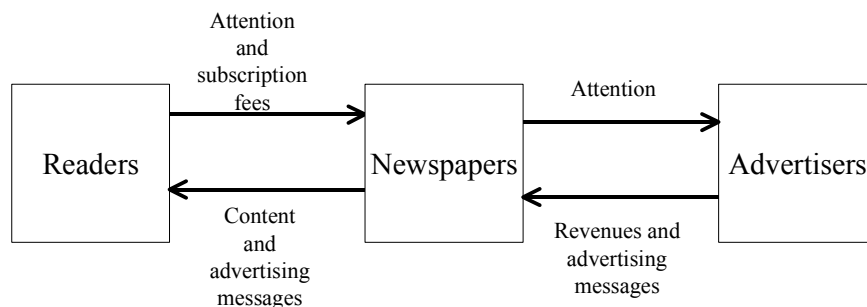 Attention
and
subscription
fees
Attention
Readers
Newspapers
Advertisers
Content
and
advertising
messages
Revenues and
advertising
messages